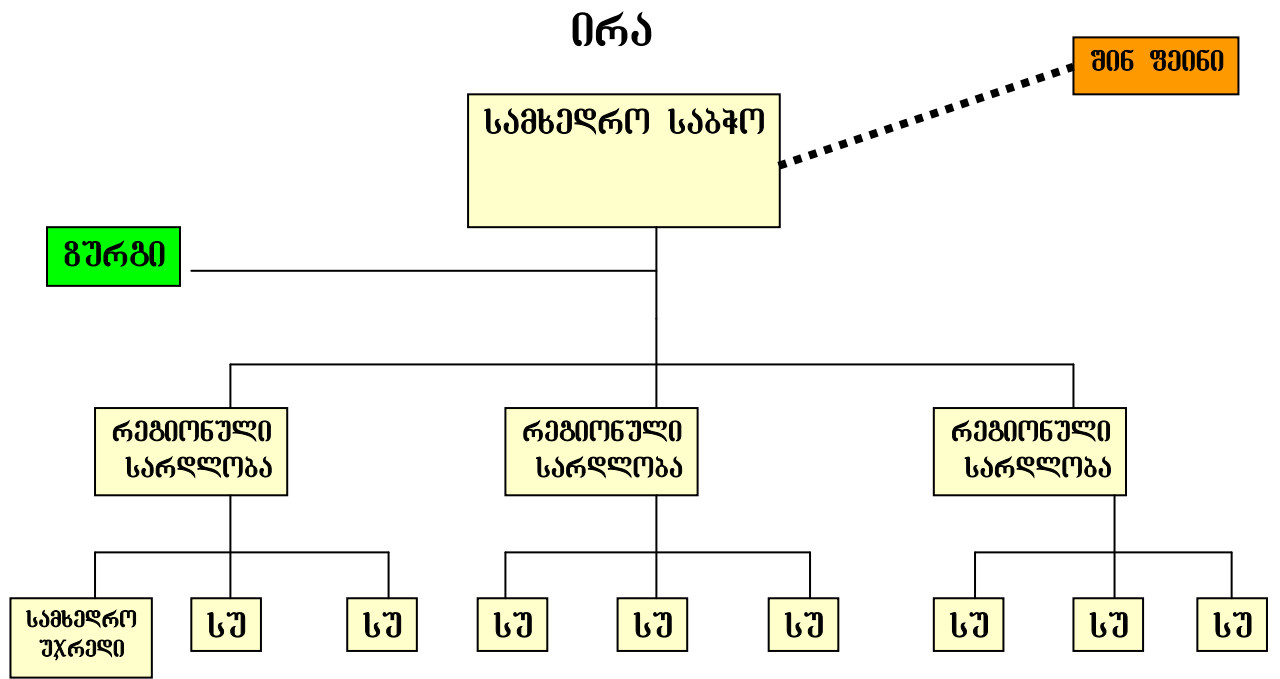 ირა
შინ ფეინი
სამხედრო საბჭო
ზურგი
რეგიონული
სარდლობა
რეგიონული
სარდლობა
რეგიონული
სარდლობა
სამხედრო
უჯრედი
სუ
სუ
სუ
სუ
სუ
სუ
სუ
სუ